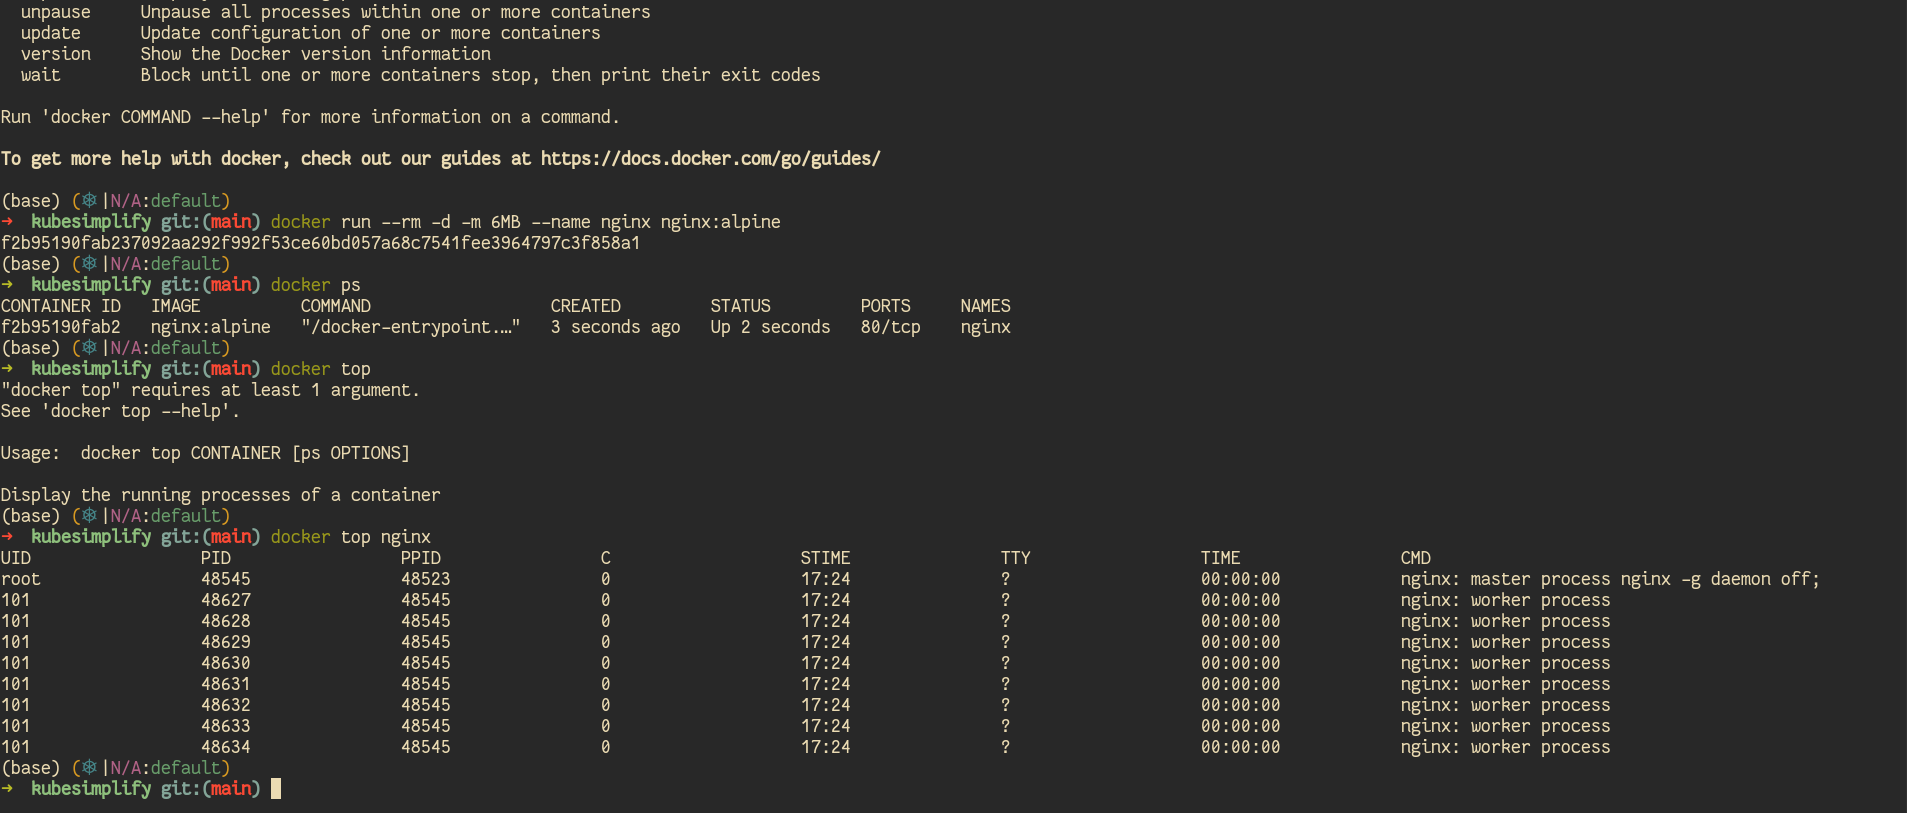 unpause Unpause all processes within one or more containers
update Update configuration of one or more containers
version Show the Docker version information
wait Block until one or more containers stop, then print their exit codes
Run 'docker COMMAND --help' for more information on a command.
To get more help with docker, check out our guides at https://docs.docker.com/go/guides/
(base) (⎈|N/A:default)
➜ kubesimplify git:(main) docker run --rm -d -m 6MB --name nginx nginx:alpine
f2b95190fab237092aa292f992f53ce60bd057a68c7541fee3964797c3f858a1
(base) (⎈|N/A:default)
➜ kubesimplify git:(main) docker ps
CONTAINER ID IMAGE COMMAND CREATED STATUS PORTS NAMES
f2b95190fab2 nginx:alpine "/docker-entrypoint.…" 3 seconds ago Up 2 seconds 80/tcp nginx
(base) (⎈|N/A:default)
➜ kubesimplify git:(main) docker top
"docker top" requires at least 1 argument.
See 'docker top --help'.
Usage: docker top CONTAINER [ps OPTIONS]
Display the running processes of a container
(base) (⎈|N/A:default)
➜ kubesimplify git:(main) docker top nginx
UID PID PPID C STIME TTY TIME CMD
root 48545 48523 0 17:24 ? 00:00:00 nginx: master process nginx -g daemon off;
101 48627 48545 0 17:24 ? 00:00:00 nginx: worker process
101 48628 48545 0 17:24 ? 00:00:00 nginx: worker process
101 48629 48545 0 17:24 ? 00:00:00 nginx: worker process
101 48630 48545 0 17:24 ? 00:00:00 nginx: worker process
101 48631 48545 0 17:24 ? 00:00:00 nginx: worker process
101 48632 48545 0 17:24 ? 00:00:00 nginx: worker process
101 48633 48545 0 17:24 ? 00:00:00 nginx: worker process
101 48634 48545 0 17:24 ? 00:00:00 nginx: worker process
(base) (⎈|N/A:default)
➜ kubesimplify git:(main)